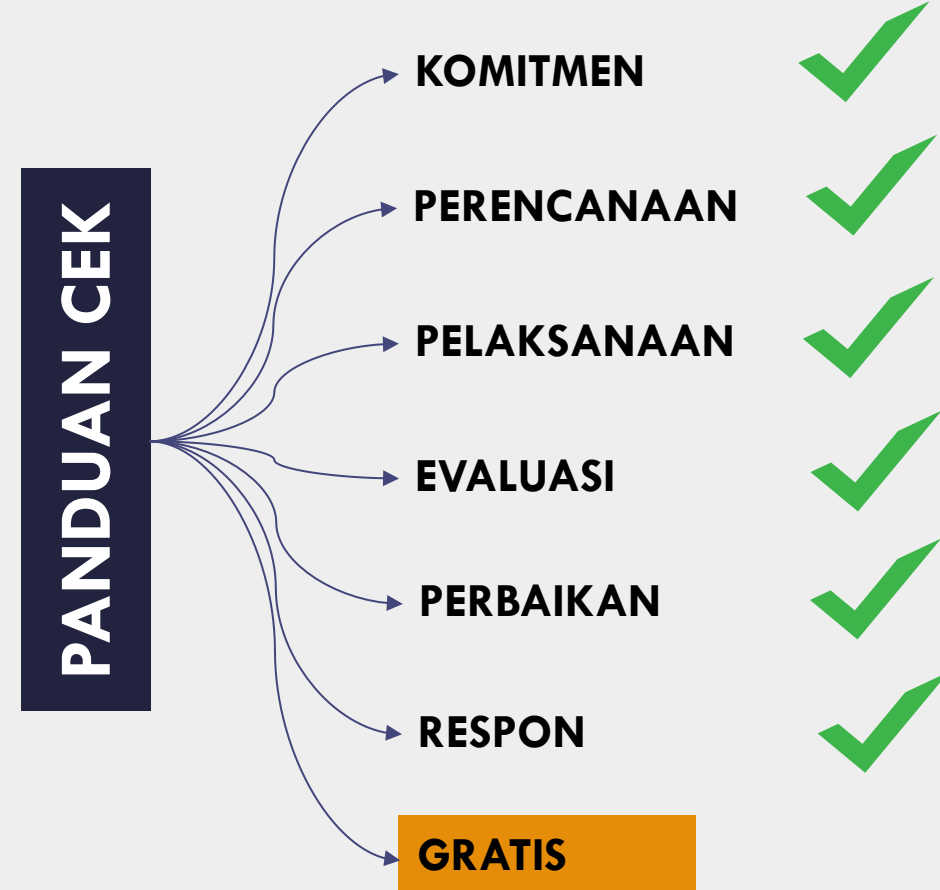 PANDUAN CEK
KOMITMEN
PERENCANAAN
PELAKSANAAN
EVALUASI
PERBAIKAN
RESPON
GRATIS